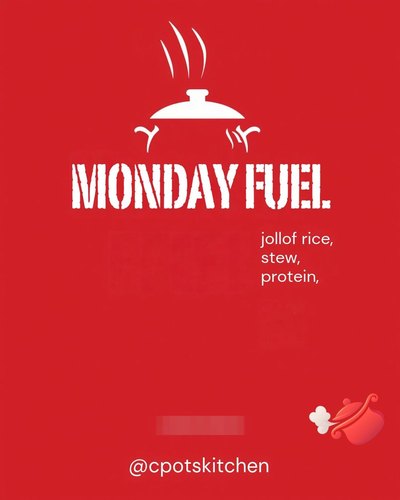 MONDAY FUEL
jollof rice,
stew,
protein,
@cpotskitchen